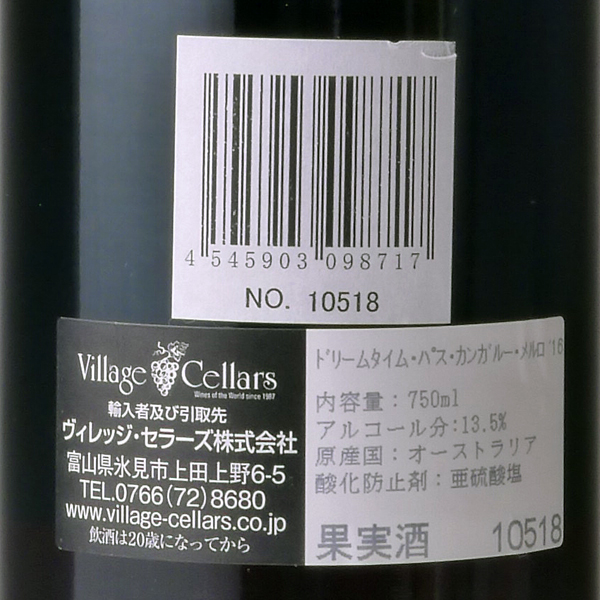 4 545903 098717
NO. 10518
Village Cellars
Wines of the World since 1987
輸入者及び引取先
ヴィレッジ・セラーズ株式会社
富山県氷見市上田上野6-5
TEL.0766(72)8680
www.village-cellars.co.jp
飲酒は20歳になってから
ﾄﾞﾘｰﾑﾀｲﾑ・ﾊﾟｽ・ｶﾝｶﾞﾙｰ・ﾒﾙﾛ '16
内容量：750ml
アルコール分：13.5%
原産国：オーストラリア
酸化防止剤：亜硫酸塩
果実酒 10518